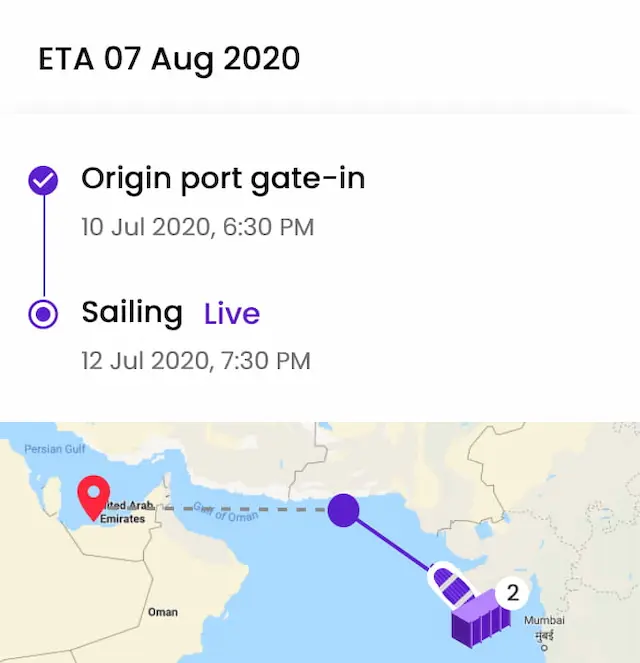 ETA 07 Aug 2020
Origin port gate-in
10 Jul 2020, 6:30 PM
Sailing Live
12 Jul 2020, 7:30 PM
Persian Gulf
ited Arab
Emirates
Gulf of Oman
Oman
2
Mumbai
मुंबई